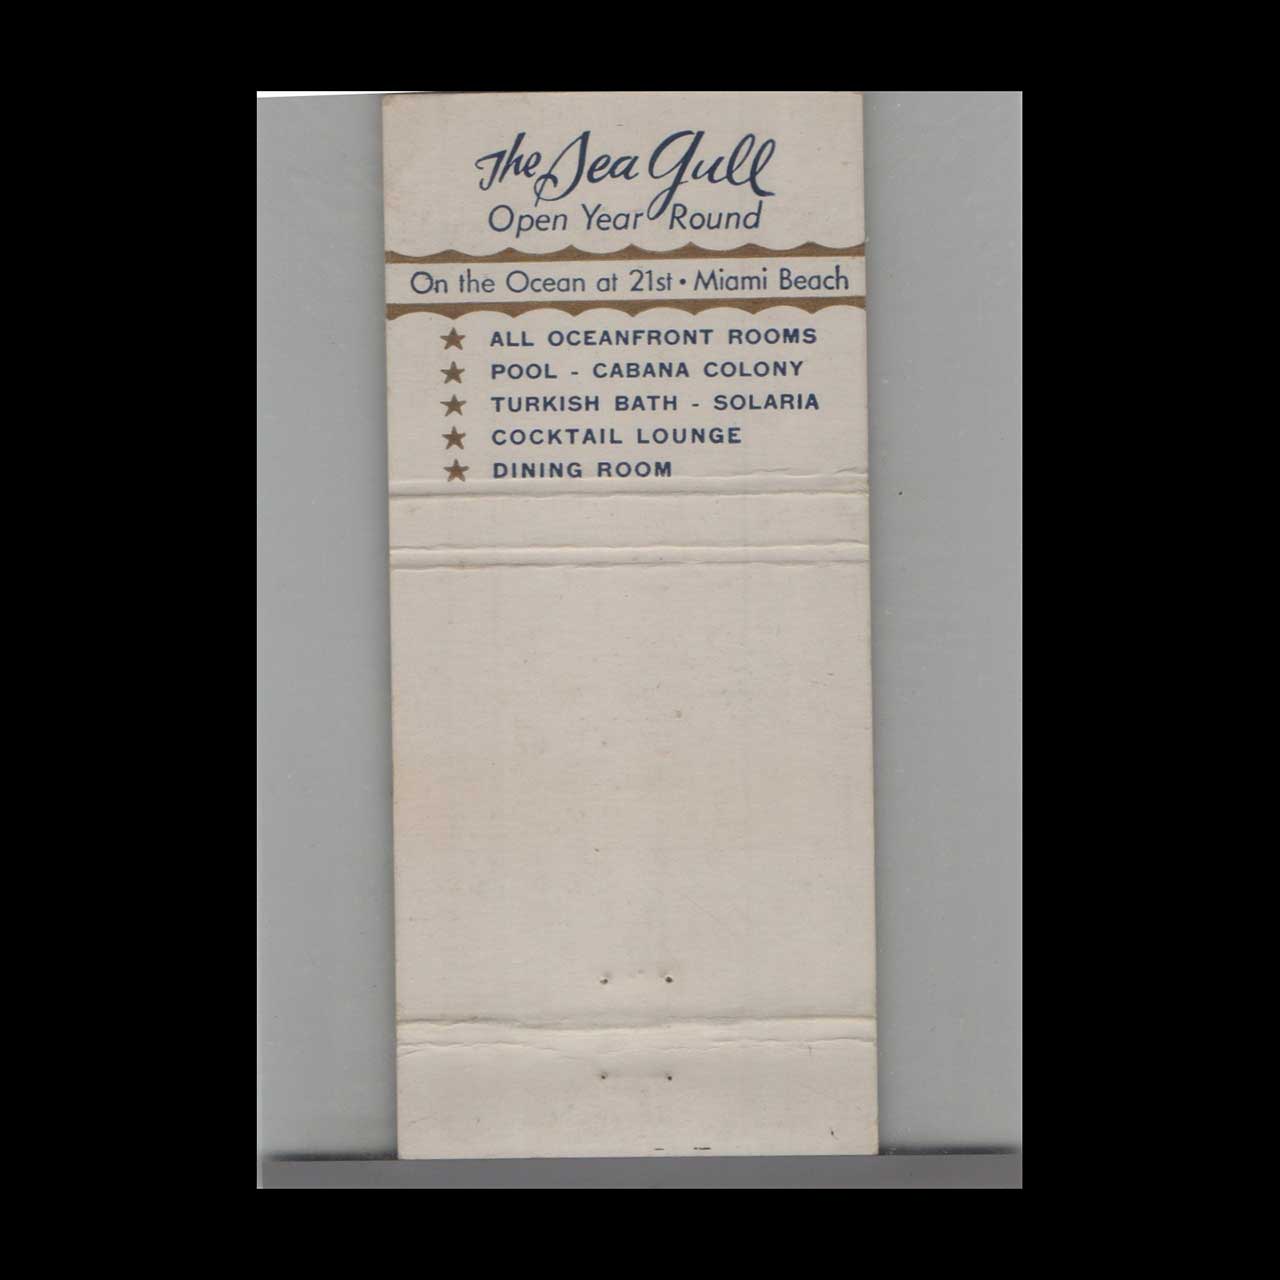 The Sea Gull
Open Year Round
On the Ocean at 21st • Miami Beach
★ ALL OCEANFRONT ROOMS
★ POOL - CABANA COLONY
★ TURKISH BATH - SOLARIA
★ COCKTAIL LOUNGE
★ DINING ROOM